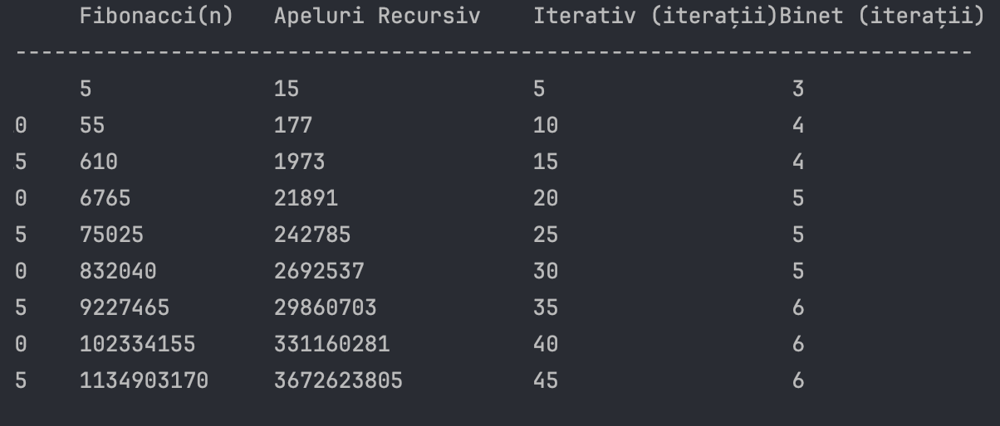 Fibonacci(n) Apeluri Recursiv Iterativ (iterații)Binet (iterații)
--------------------------------------------------------------------------
5 15 5 3
0 55 177 10 4
5 610 1973 15 4
0 6765 21891 20 5
5 75025 242785 25 5
0 832040 2692537 30 5
5 9227465 29860703 35 6
0 102334155 331160281 40 6
5 1134903170 3672623805 45 6